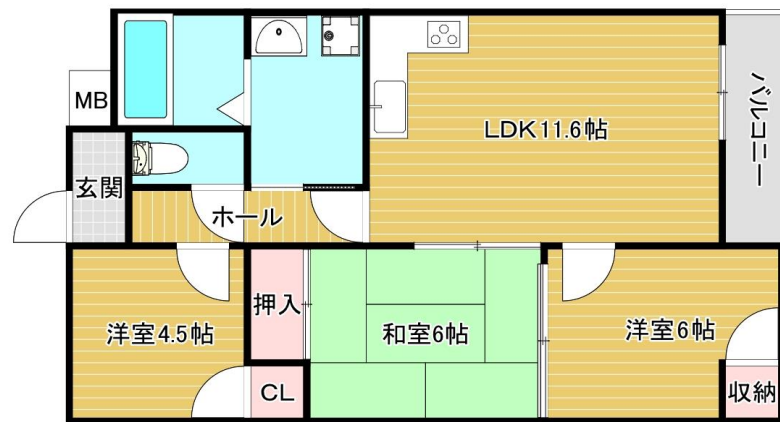 MB
LDK11.6帖
バルコニー
玄関
ホール
押入
洋室4.5帖
和室6帖
洋室6帖
CL
収納